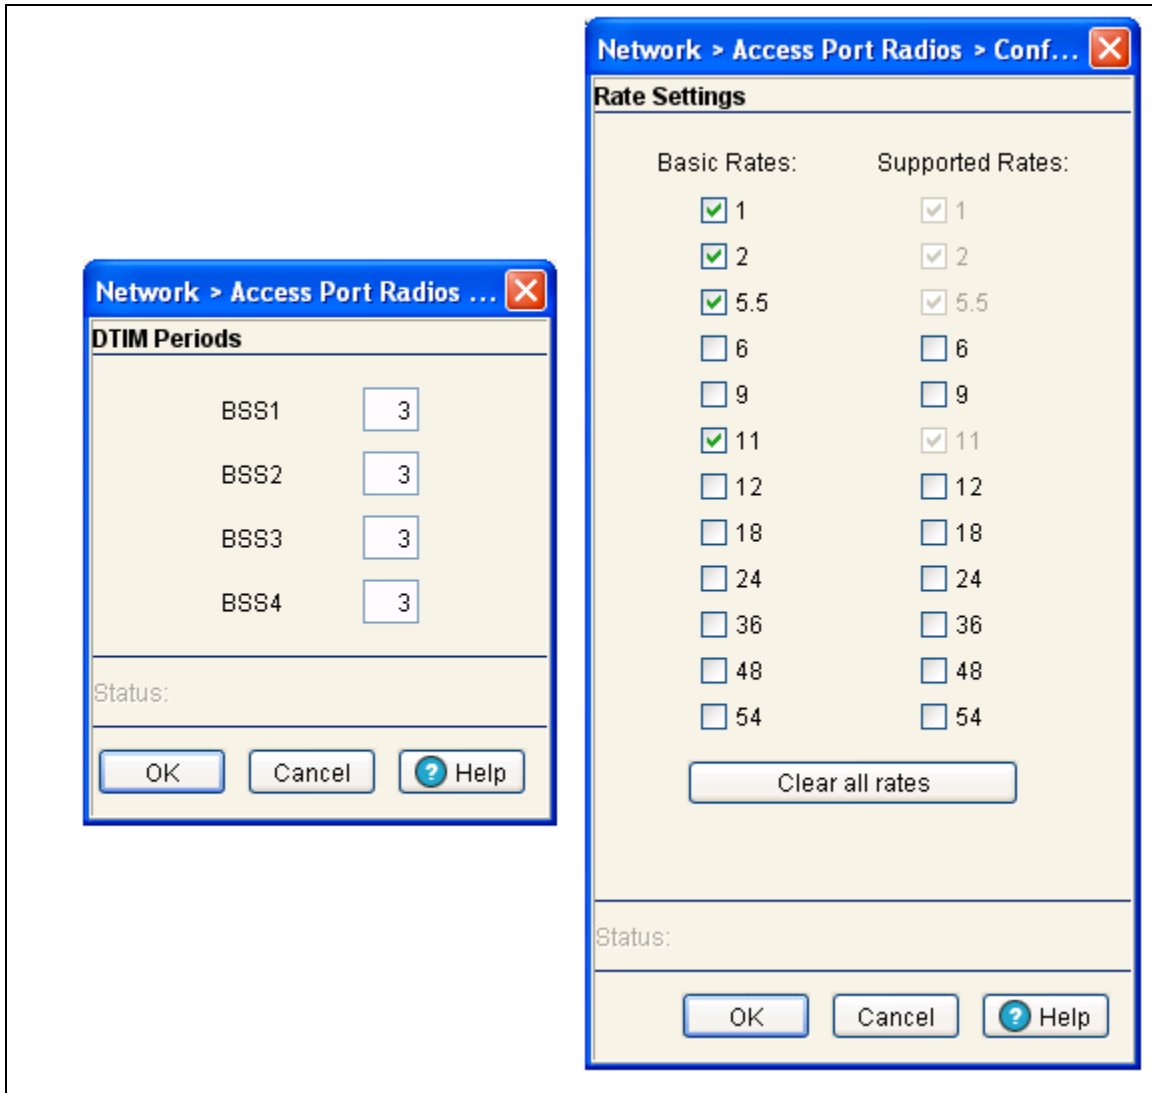 Network > Access Port Radios ...
DTIM Periods
BSS1 3
BSS2 3
BSS3 3
BSS4 3
Status:
OK Cancel ? Help
Network > Access Port Radios > Conf...
Rate Settings
Basic Rates: Supported Rates:
1 1
2 2
5.5 5.5
6 6
9 9
11 11
12 12
18 18
24 24
36 36
48 48
54 54
Clear all rates
Status:
OK Cancel ? Help